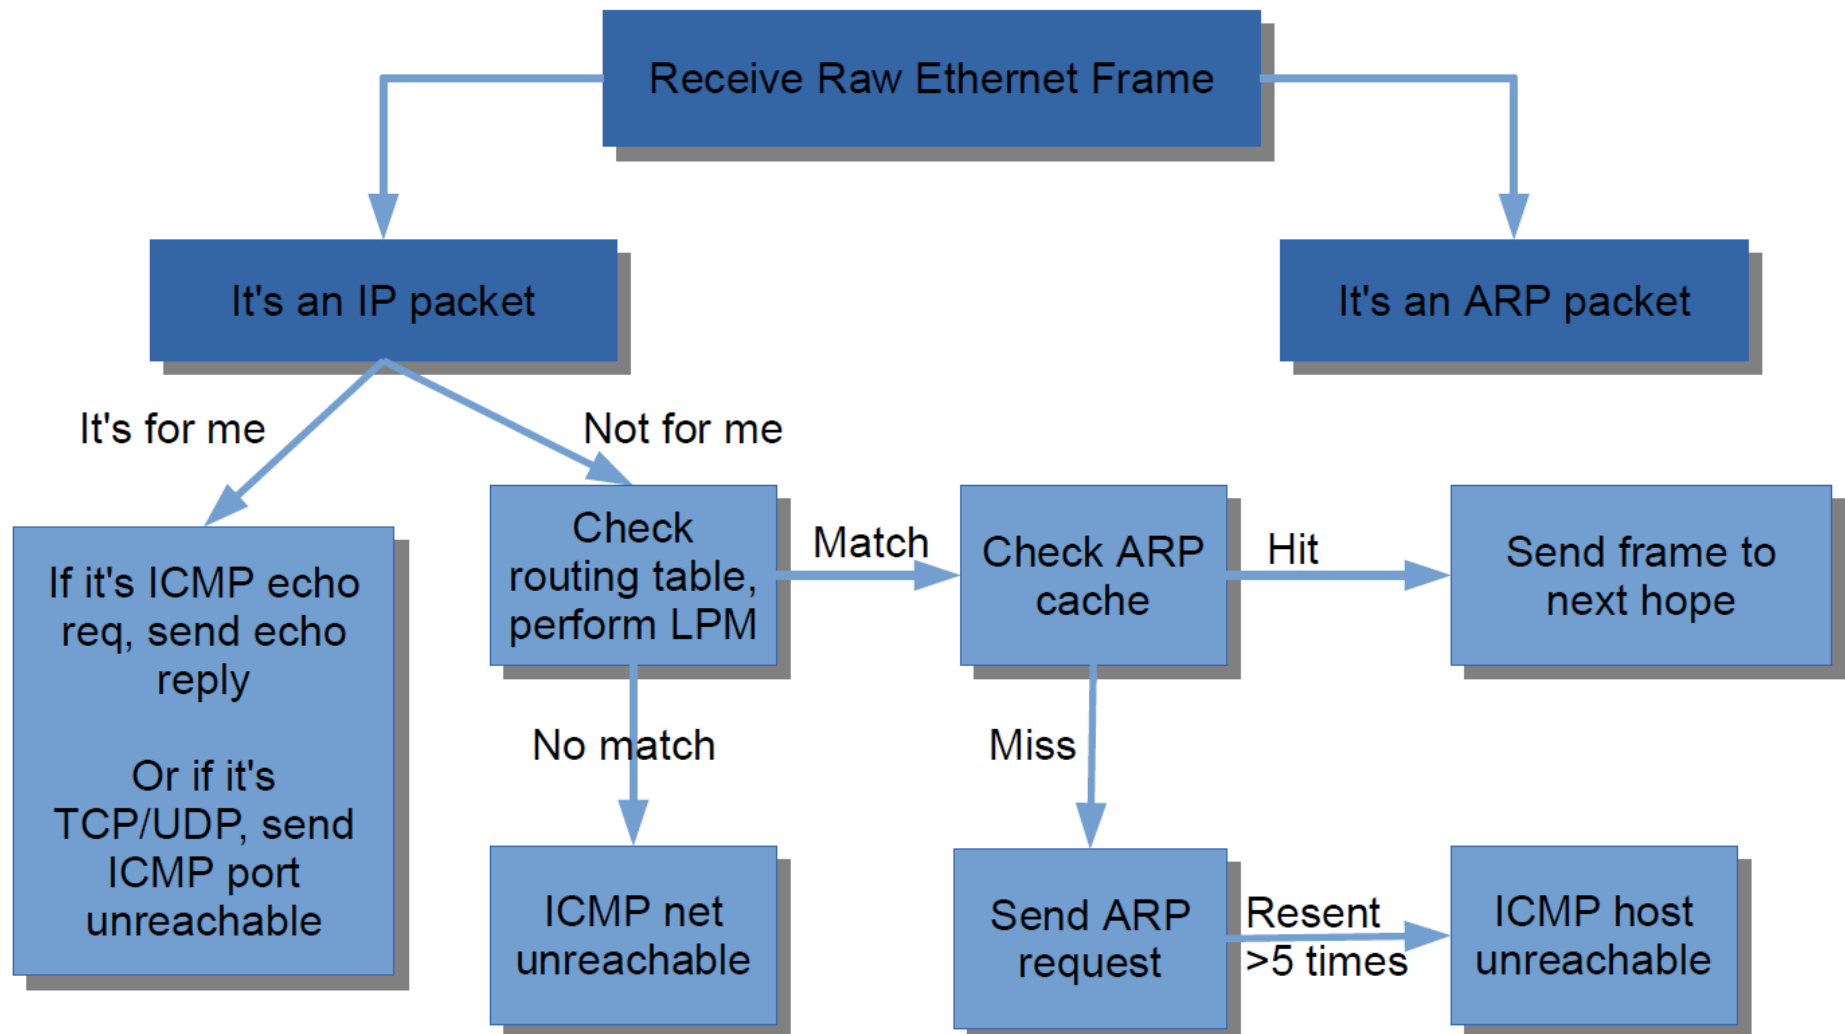 Receive Raw Ethernet Frame
It's an IP packet
It's an ARP packet
It's for me
Not for me
If it's ICMP echo
req, send echo
reply
Or if it's
TCP/UDP, send
ICMP port
unreachable
Check
routing table,
perform LPM
Match
Check ARP
cache
Hit
Send frame to
next hope
No match
Miss
ICMP net
unreachable
Send ARP
request
Resent
>5 times
ICMP host
unreachable